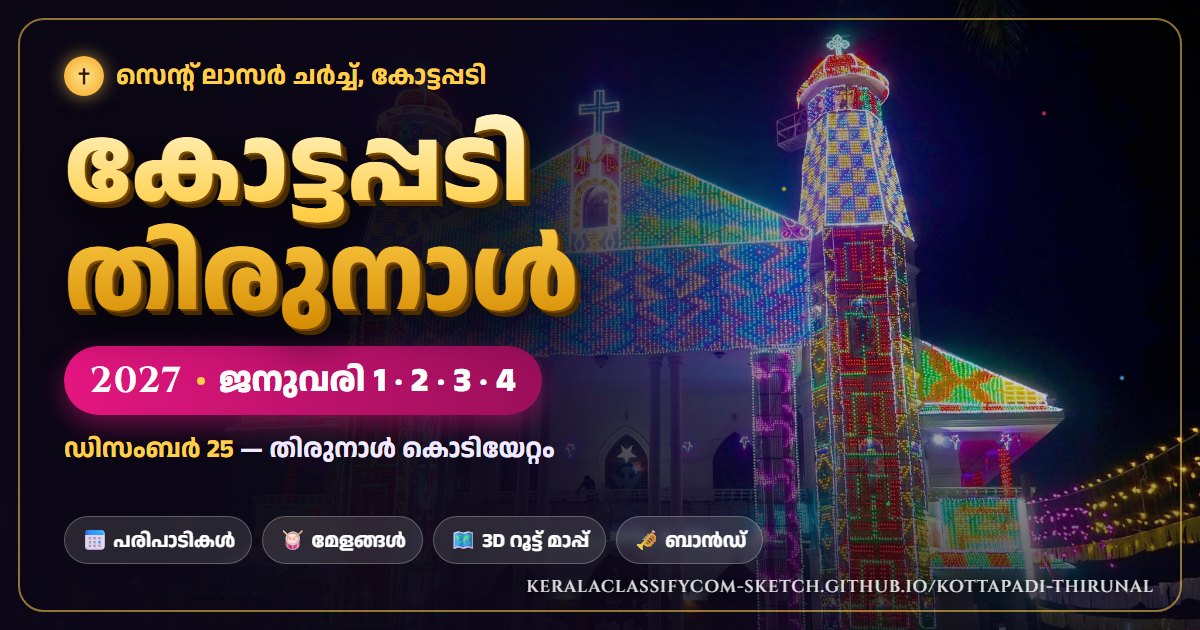 സെന്റ് ലാസർ ചർച്ച്, കോട്ടപ്പടി
കോട്ടപ്പടി
തിരുനാൾ
2027 • ജനുവരി 1 · 2 · 3 · 4
ഡിസംബർ 25 — തിരുനാൾ കൊടിയേറ്റം
പരിപാടികൾ
മേളങ്ങൾ
3D റൂട്ട് മാപ്പ്
ബാൻഡ്
KERALACLASSIFYCOM-SKETCH.GITHUB.IO/KOTTAPADI-THIRUNAL